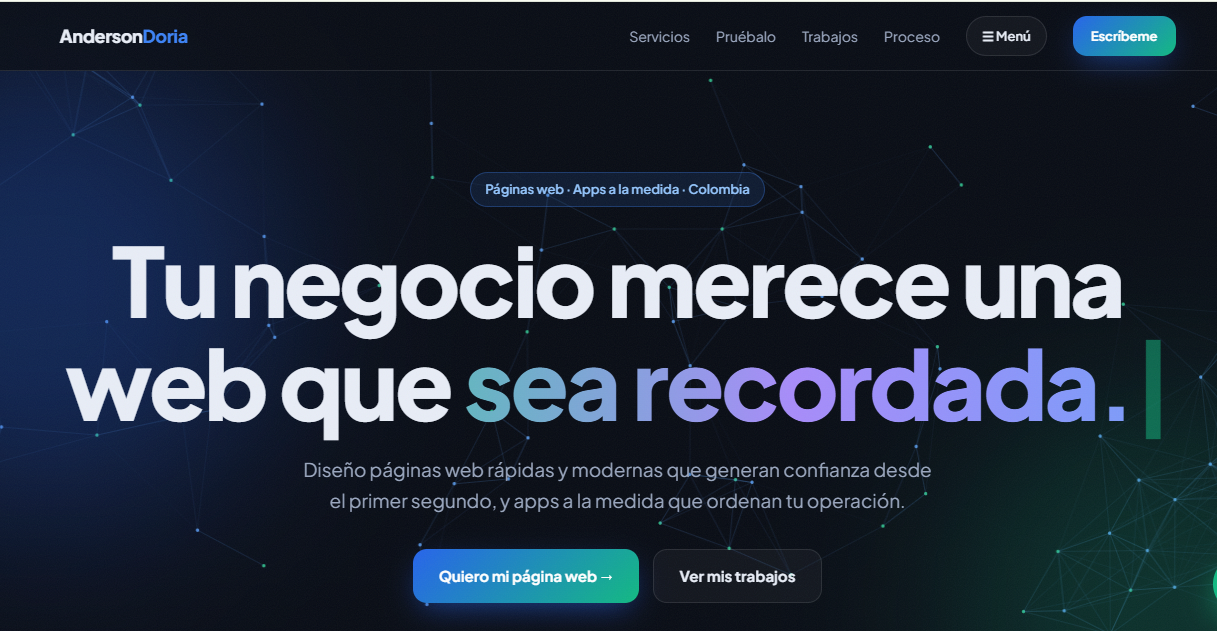 AndersonDoria
Servicios
Pruébalo
Trabajos
Proceso
☰ Menú
Escríbeme
Páginas web · Apps a la medida · Colombia
Tu negocio merece una
web que sea recordada.
Diseño páginas web rápidas y modernas que generan confianza desde
el primer segundo, y apps a la medida que ordenan tu operación.
Quiero mi página web →
Ver mis trabajos